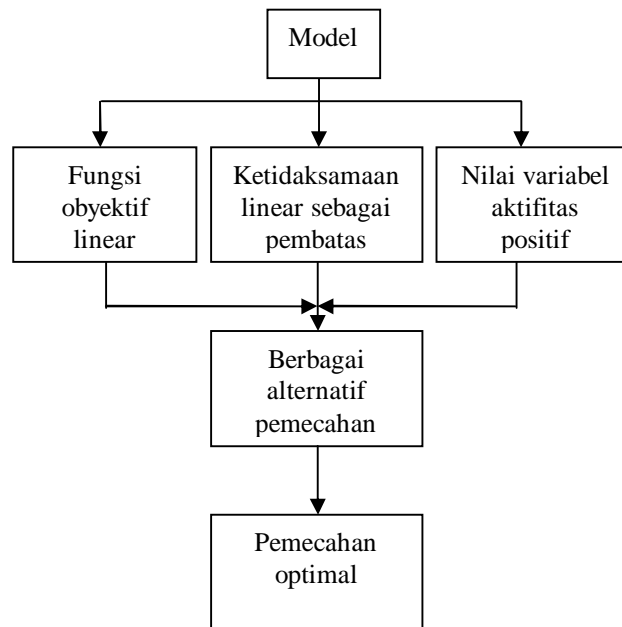 Model
Fungsi
obyektif
linear
Ketidaksamaan
linear sebagai
pembatas
Nilai variabel
aktifitas
positif
Berbagai
alternatif
pemecahan
Pemecahan
optimal